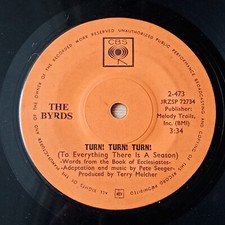 CBS
THE
BYRDS
2-473
JRZSP 72734
Publisher:
Melody Trails,
Inc. (BMI)
3:34
TURN! TURN! TURN!
(To Everything There Is A Season)
-Words from the Book of Ecclesiastes-
-Adaptation and music by Pete Seeger-
Produced by Terry Melcher